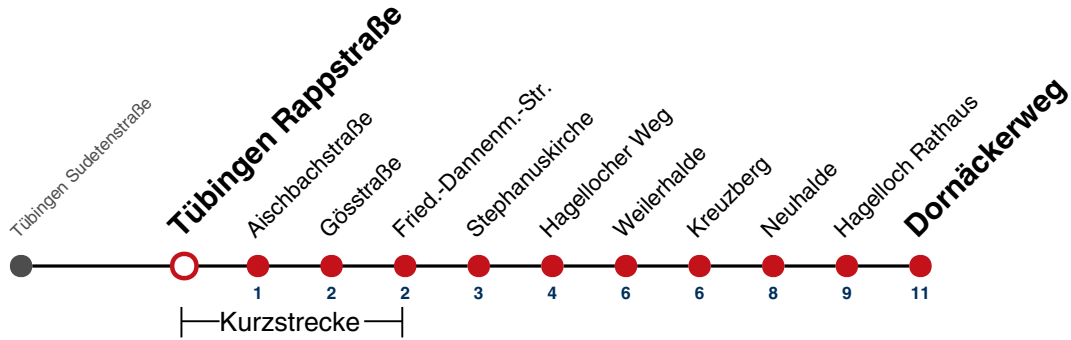 Tübingen Sudetenstraße
Tübingen Rappstraße
Aischbachstraße
Gösstraße
Fried.-Dannenm.-Str.
Stephanuskirche
Hagellocher Weg
Weilerhalde
Kreuzberg
Neuhalde
Hagelloch Rathaus
Dornäckerweg
1 2 2 3 4 6 6 8 9 11
Kurzstrecke